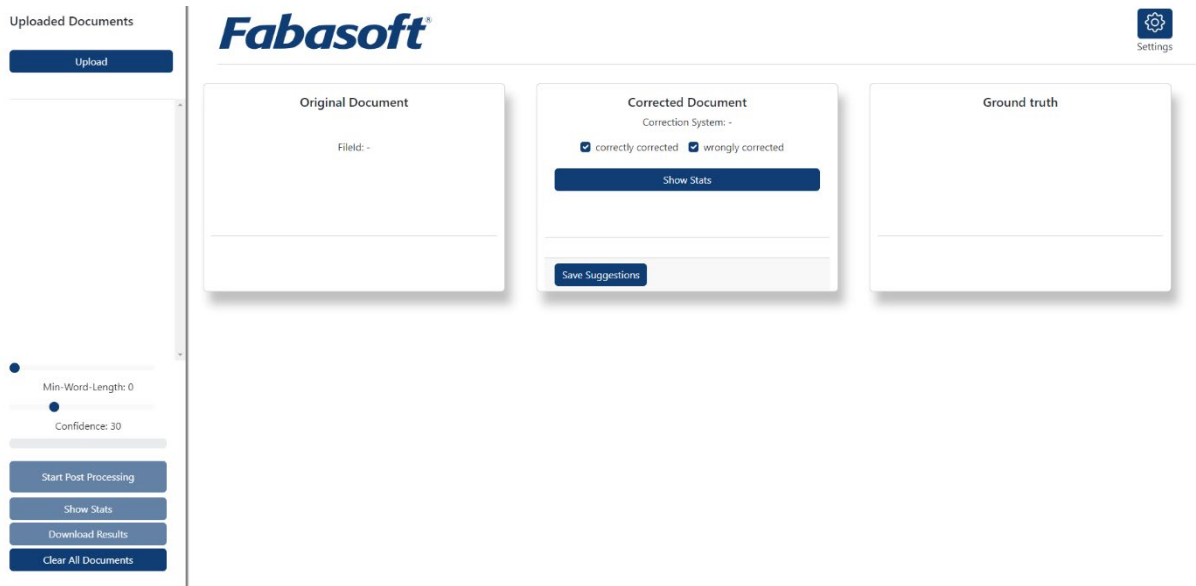 Uploaded Documents
Upload
Min-Word-Length: 0
Confidence: 30
Start Post Processing
Show Stats
Download Results
Clear All Documents
Fabasoft®
Settings
Original Document
FileId: -
Corrected Document
Correction System: -
correctly corrected wrongly corrected
Show Stats
Save Suggestions
Ground truth